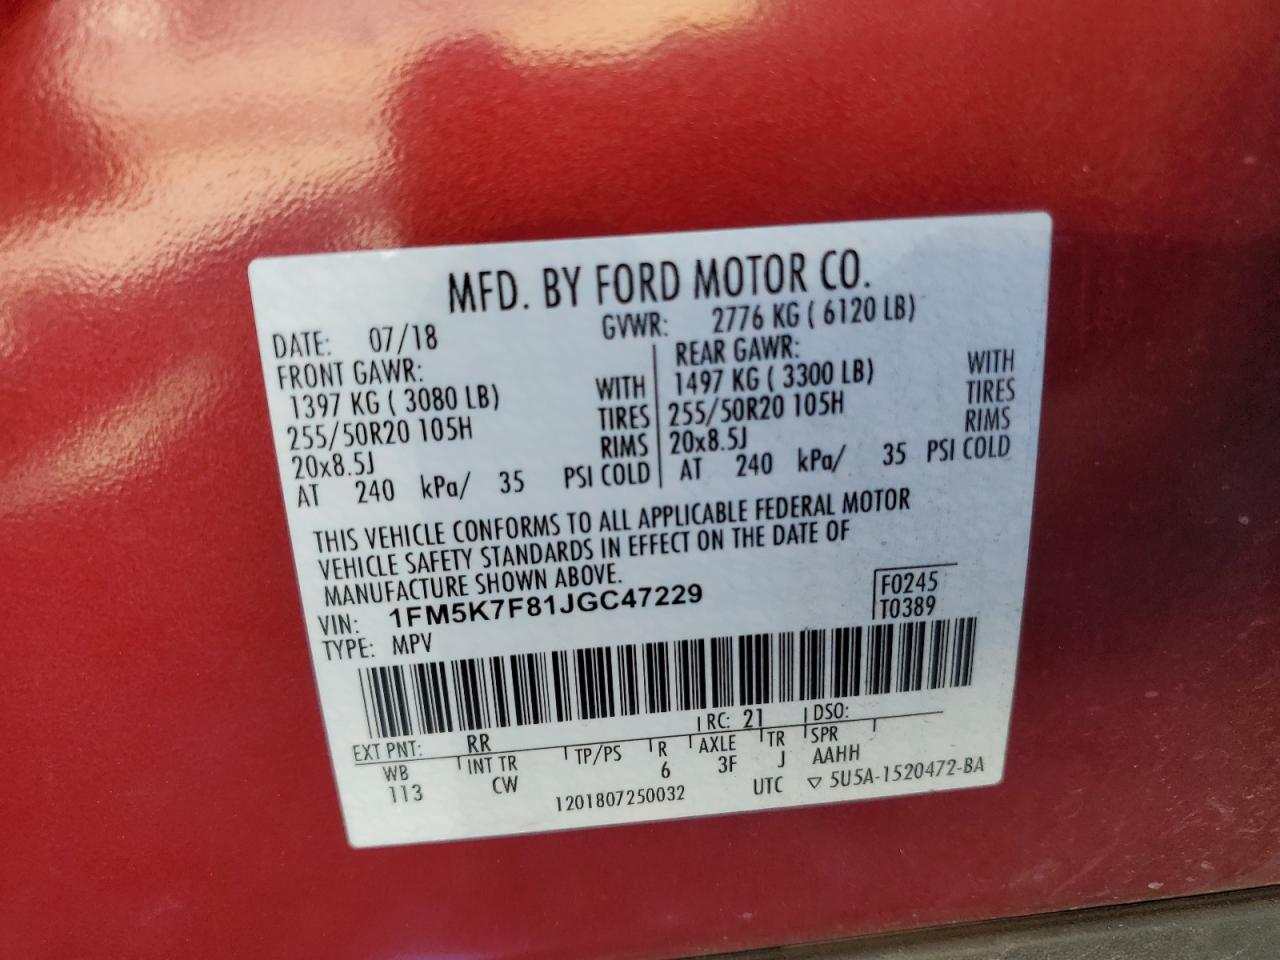 MFD. BY FORD MOTOR CO.
DATE: 07/18 GVWR: 2776 KG ( 6120 LB)
FRONT GAWR: REAR GAWR:
1397 KG ( 3080 LB) WITH 1497 KG ( 3300 LB) WITH
255/50R20 105H TIRES 255/50R20 105H TIRES
20x8.5J RIMS 20x8.5J RIMS
AT 240 kPa/ 35 PSI COLD AT 240 kPa/ 35 PSI COLD
THIS VEHICLE CONFORMS TO ALL APPLICABLE FEDERAL MOTOR
VEHICLE SAFETY STANDARDS IN EFFECT ON THE DATE OF
MANUFACTURE SHOWN ABOVE.
VIN: 1FM5K7F81JGC47229 F0245
TYPE: MPV T0389
EXT PNT: RR RC: 21 DSO:
WB INT TR TP/PS R AXLE TR SPR
113 CW 6 3F J AAHH
1201807250032 UTC ▽ 5U5A-1520472-BA